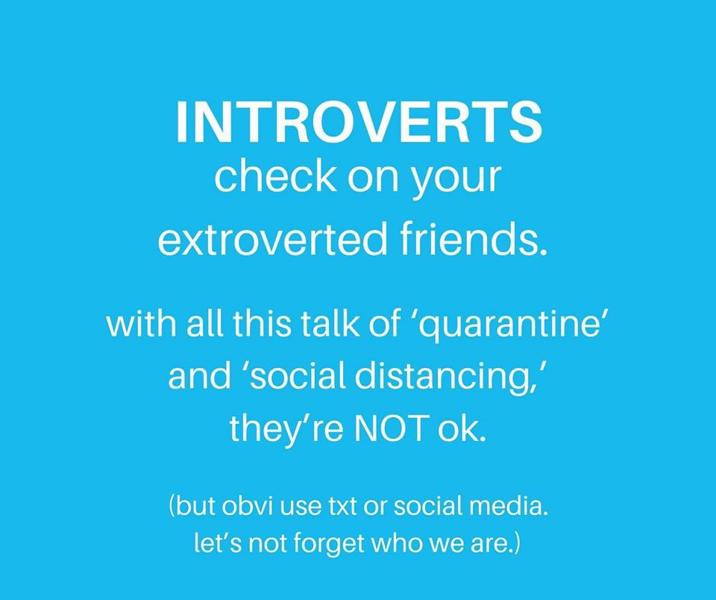 INTROVERTS
check on your
extroverted friends.
with all this talk of ‘quarantine’
and ‘social distancing,’
they’re NOT ok.
(but obvi use txt or social media.
let’s not forget who we are.)